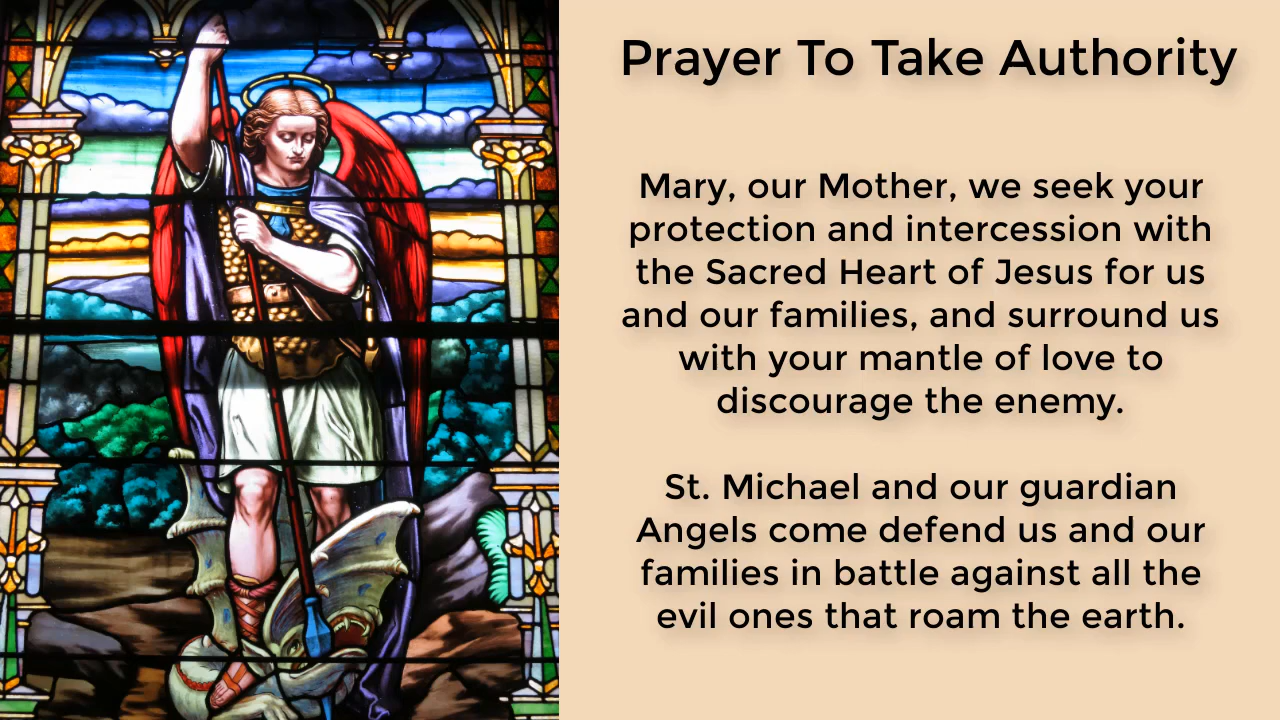 Prayer To Take Authority
Mary, our Mother, we seek your
protection and intercession with
the Sacred Heart of Jesus for us
and our families, and surround us
with your mantle of love to
discourage the enemy.
St. Michael and our guardian
Angels come defend us and our
families in battle against all the
evil ones that roam the earth.